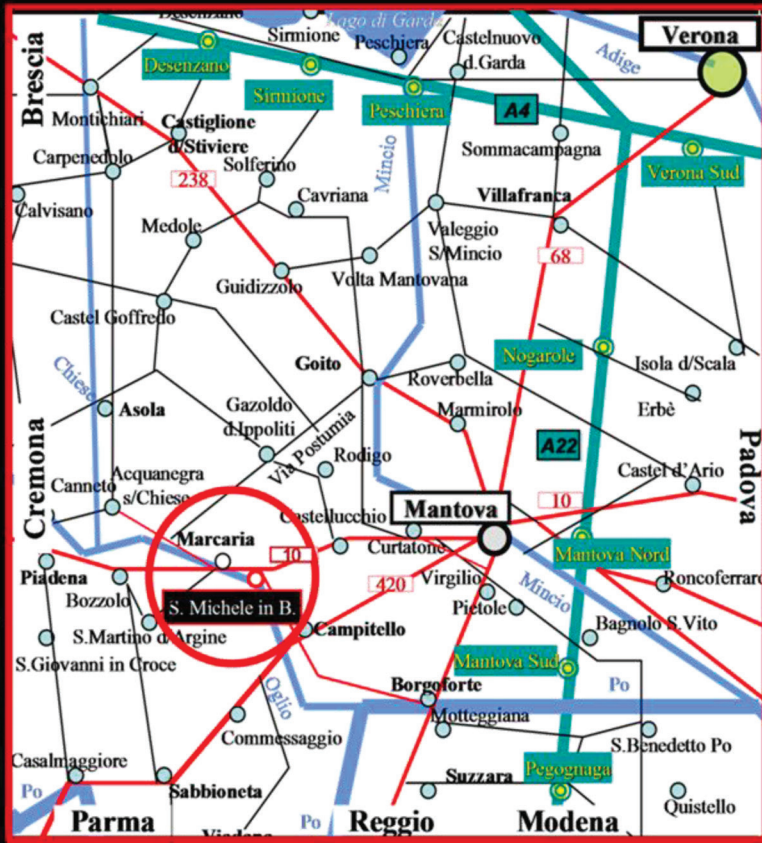 Desenzano
Sirmione
Lago di Garda
Peschiera
Castelnuovo
d.Garda
Adige
Verona
Brescia
Desenzano
Sirmione
Peschiera
A4
Montichiari
Castiglione
d/Stiviere
Sommacampagna
Verona Sud
Carpenedolo
Solferino
Mincio
238
Calvisano
Cavriana
Villafranca
Medole
Valeggio
S/Mincio
68
Guidizzolo
Volta Mantovana
Castel Goffredo
Nogarole
Isola d/Scala
Chiese
Goito
Roverbella
Erbè
Asola
Gazoldo
d.Ippoliti
Marmirolo
Via Postumia
A22
Padova
Cremona
Rodigo
Castel d'Ario
Canneto
Acquanegra
s/Chiese
Mantova
10
Castellucchio
Marcaria
10
Curtatone
Mantova Nord
Piadena
Bozzolo
420
Virgilio
Mincio
Roncoferraro
S. Michele in B.
Pietole
S.Martino d/Argine
Campitello
Bagnolo S.Vito
S.Giovanni in Croce
Mantova Sud
Oglio
Borgoforte
Po
Commessaggio
Motteggiana
S.Benedetto Po
Casalmaggiore
Pegognaga
Po
Sabbioneta
Suzzara
Quistello
Parma
Po
Reggio
Modena
Viadana